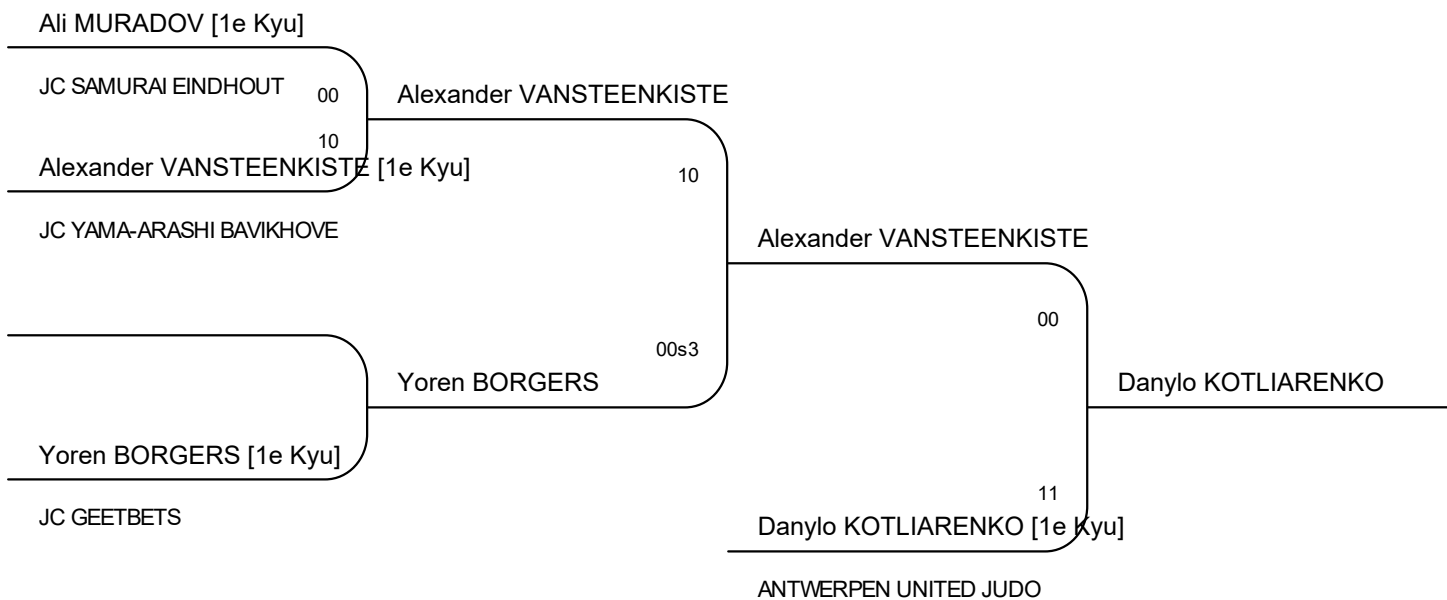 Ali MURADOV [1e Kyu]
JC SAMURAI EINDHOUT
00
Alexander VANSTEENKISTE
10
Alexander VANSTEENKISTE [1e Kyu]
10
JC YAMA-ARASHI BAVIKHOVE
Alexander VANSTEENKISTE
00
00s3
Yoren BORGERS
Danylo KOTLIARENKO
Yoren BORGERS [1e Kyu]
11
JC GEETBETS
Danylo KOTLIARENKO [1e Kyu]
ANTWERPEN UNITED JUDO